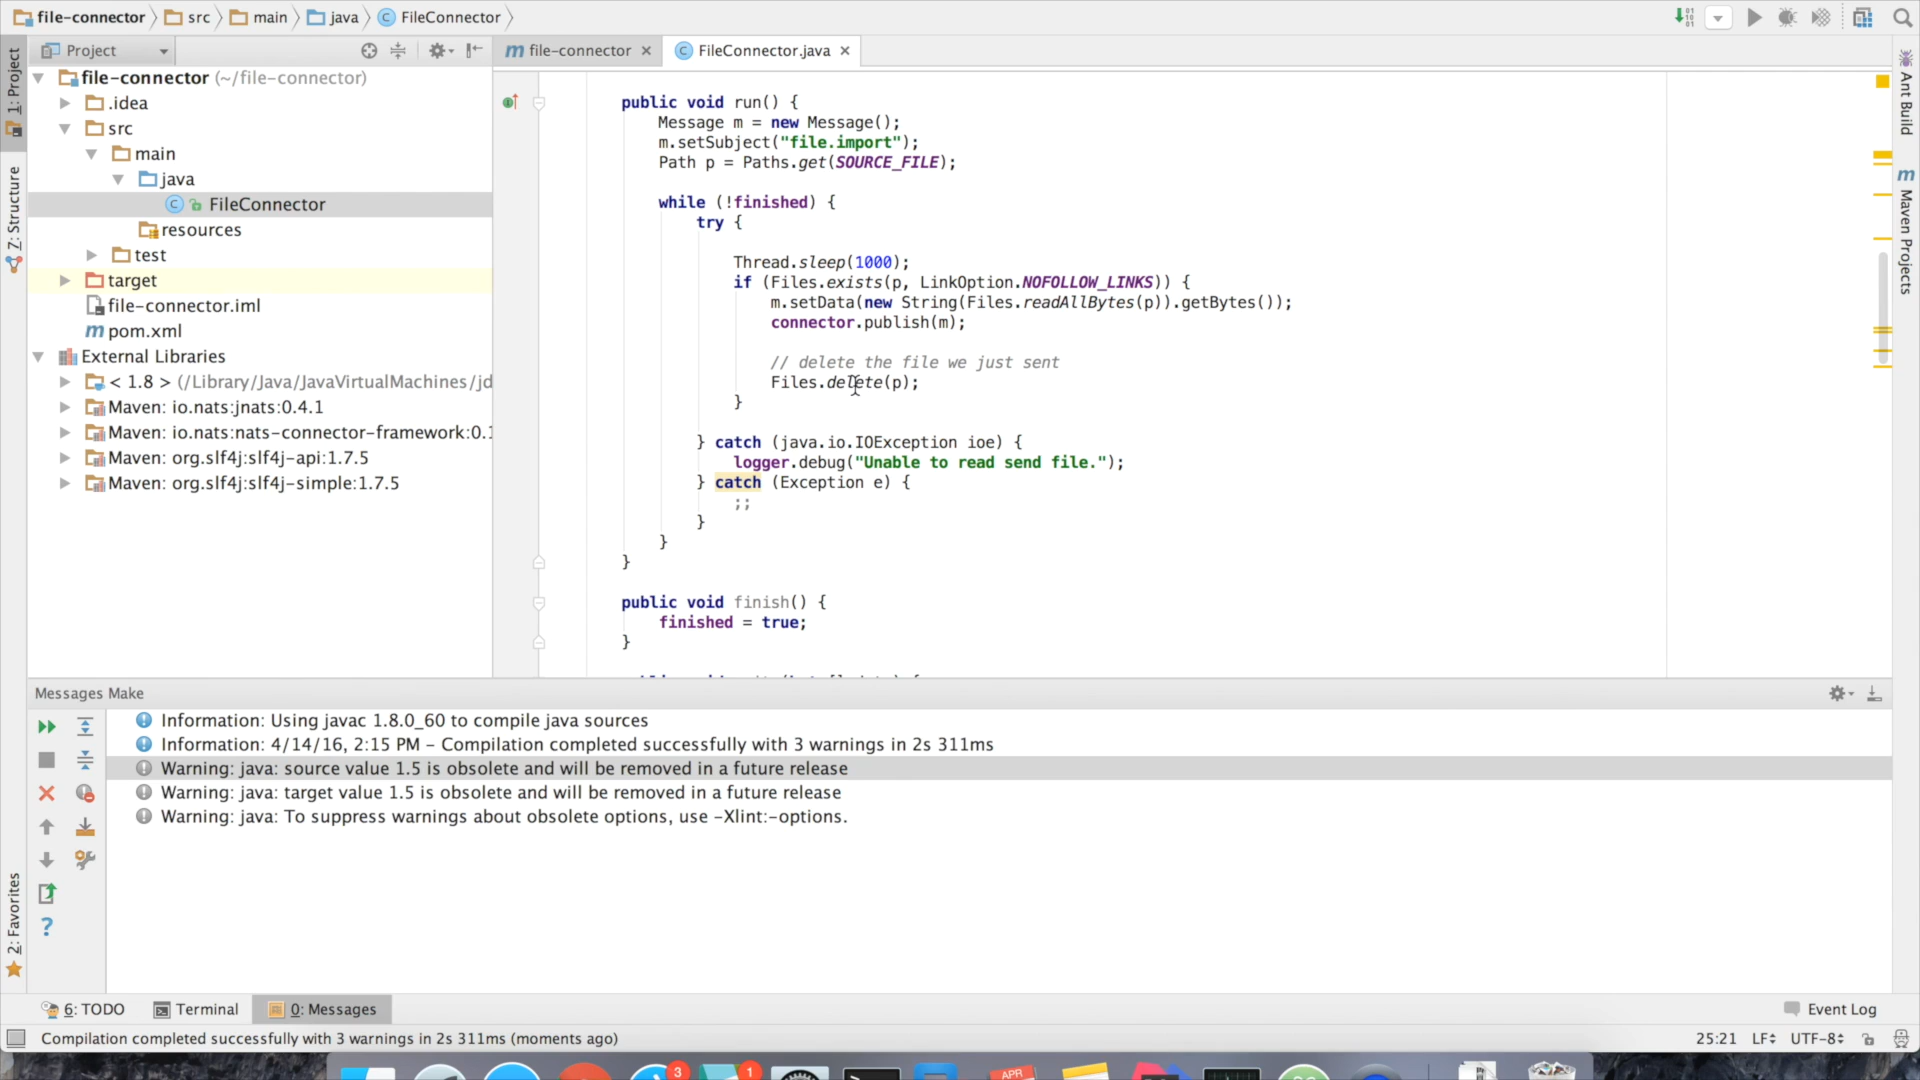 file-connector src main java FileConnector
Project
file-connector FileConnector.java
1: Project
Z: Structure
2: Favorites
Ant Build
Maven Projects
file-connector (~/file-connector)
.idea
src
main
java
FileConnector
resources
test
target
file-connector.iml
pom.xml
External Libraries
< 1.8 > (/Library/Java/JavaVirtualMachines/jd
Maven: io.nats:jnats:0.4.1
Maven: io.nats:nats-connector-framework:0.1
Maven: org.slf4j:slf4j-api:1.7.5
Maven: org.slf4j:slf4j-simple:1.7.5
public void run() {
Message m = new Message();
m.setSubject("file.import");
Path p = Paths.get(SOURCE_FILE);
while (!finished) {
try {
Thread.sleep(1000);
if (Files.exists(p, LinkOption.NOFOLLOW_LINKS)) {
m.setData(new String(Files.readAllBytes(p)).getBytes());
connector.publish(m);
// delete the file we just sent
Files.delete(p);
}
} catch (java.io.IOException ioe) {
logger.debug("Unable to read send file.");
} catch (Exception e) {
;;
}
}
}
public void finish() {
finished = true;
}
Messages Make
Information: Using javac 1.8.0_60 to compile java sources
Information: 4/14/16, 2:15 PM – Compilation completed successfully with 3 warnings in 2s 311ms
Warning: java: source value 1.5 is obsolete and will be removed in a future release
Warning: java: target value 1.5 is obsolete and will be removed in a future release
Warning: java: To suppress warnings about obsolete options, use –Xlint:–options.
6: TODO Terminal 0: Messages Event Log
Compilation completed successfully with 3 warnings in 2s 311ms (moments ago) 25:21 LF UTF-8
3 1 APR